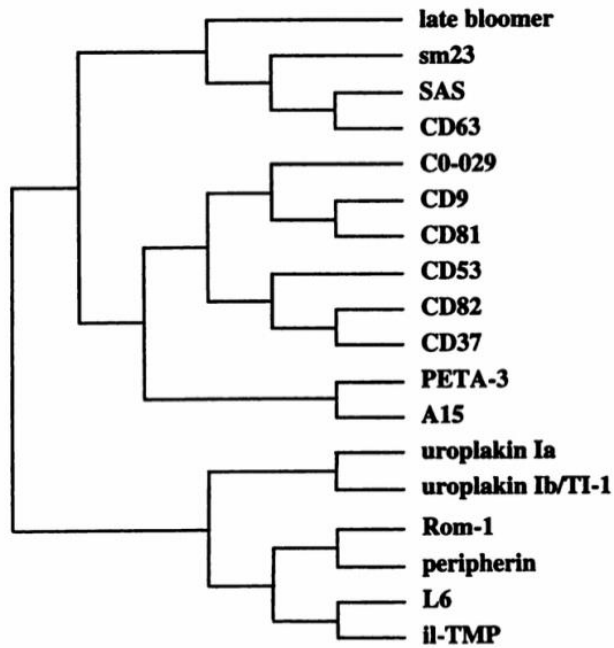 late bloomer
sm23
SAS
CD63
C0-029
CD9
CD81
CD53
CD82
CD37
PETA-3
A15
uroplakin Ia
uroplakin Ib/TI-1
Rom-1
peripherin
L6
il-TMP